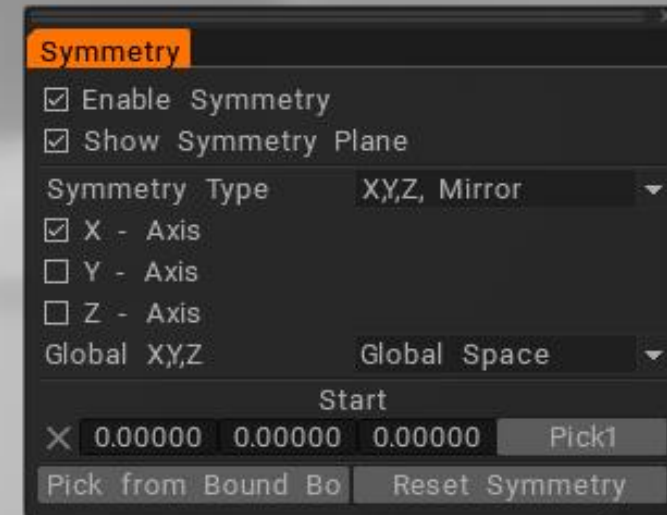 Symmetry
Enable Symmetry
Show Symmetry Plane
Symmetry Type X,Y,Z, Mirror
X - Axis
Y - Axis
Z - Axis
Global X,Y,Z Global Space
Start
0.00000 0.00000 0.00000 Pick1
Pick from Bound Bo Reset Symmetry